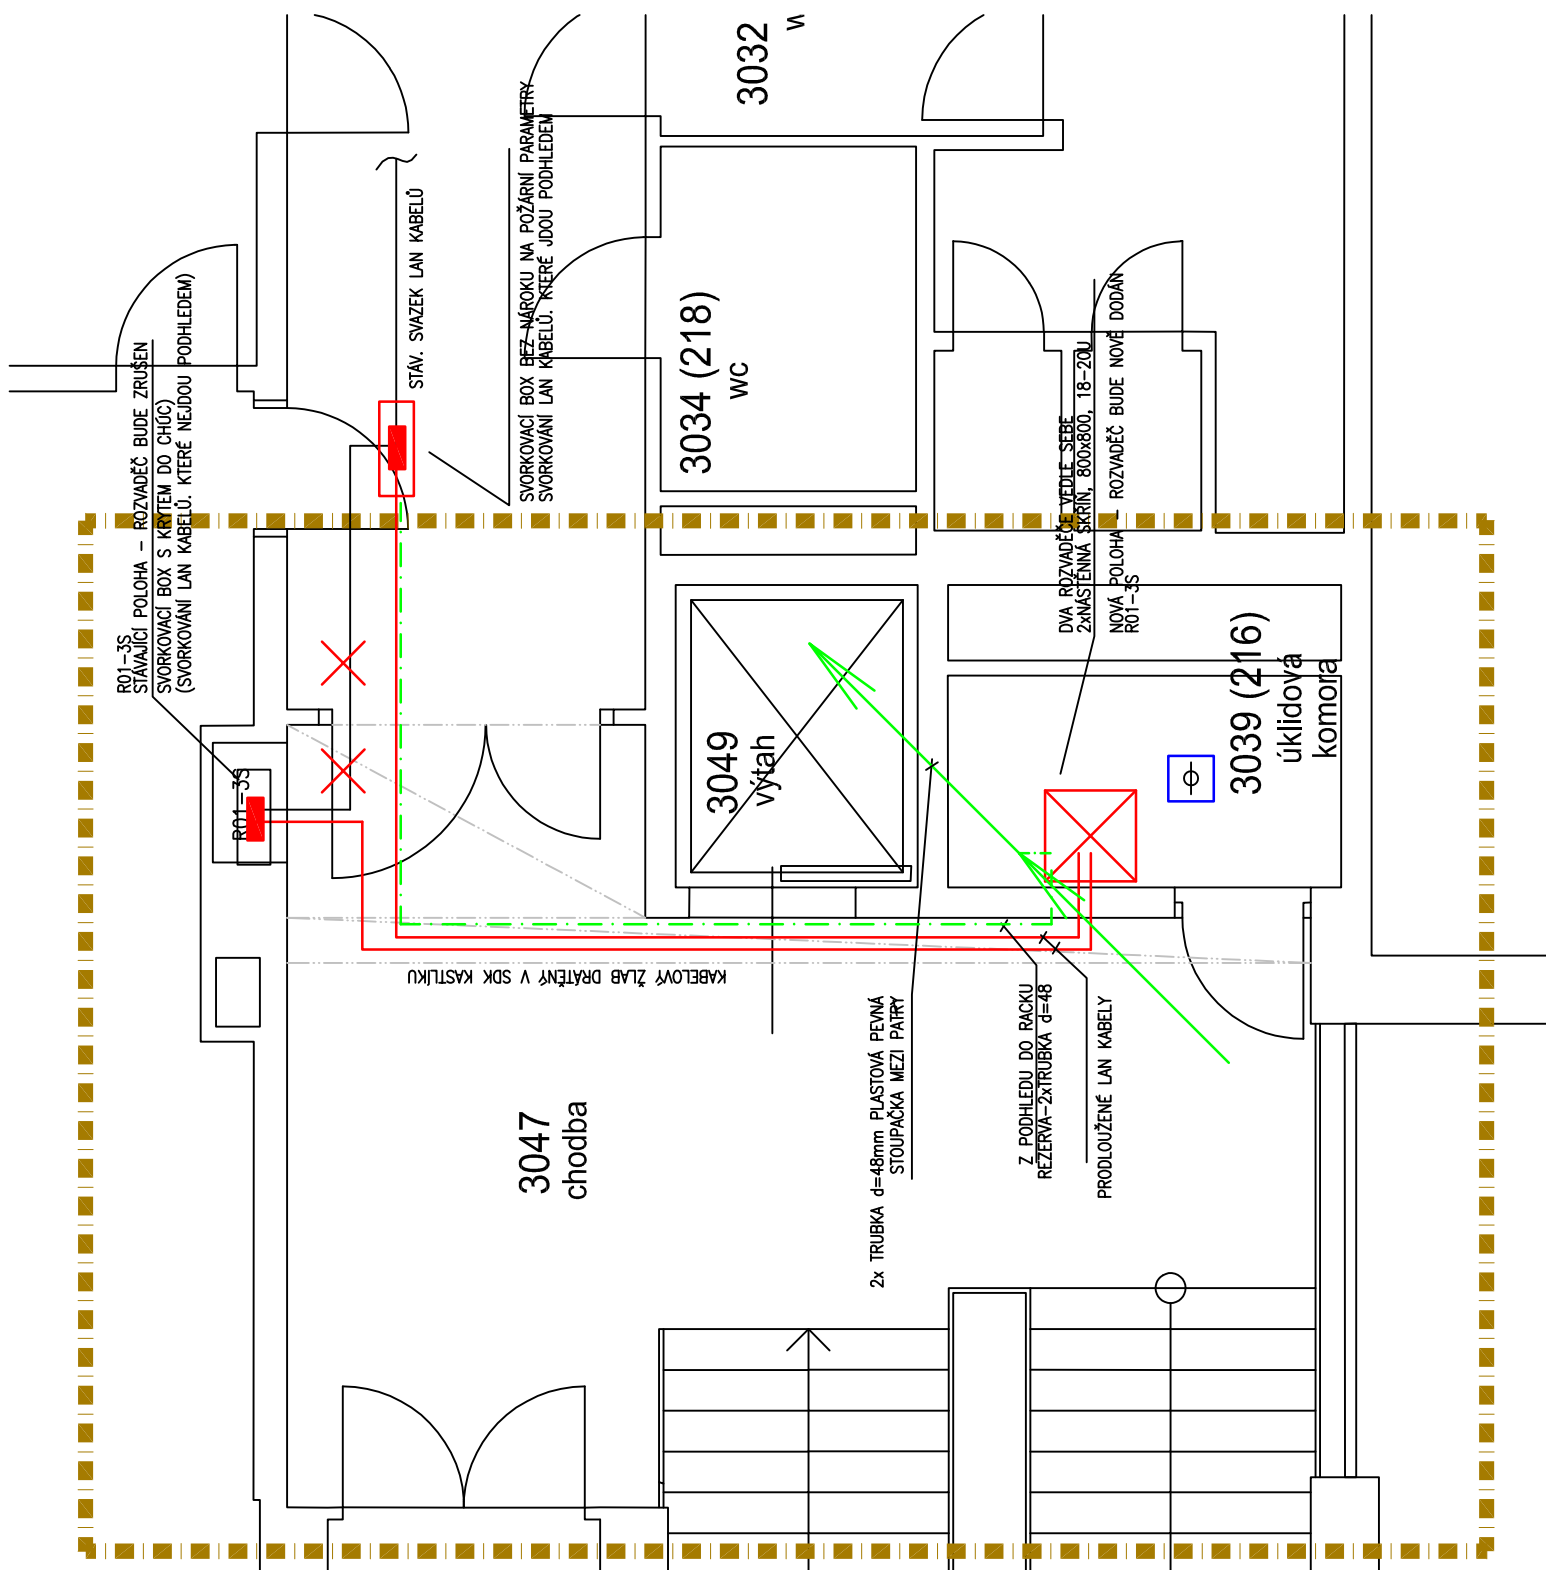 R01-3S
STÁVAJÍCÍ POLOHA - ROZVADĚČ BUDE ZRUŠEN
SVORKOVACÍ BOX S KRYTEM DO CHÚC
(SVORKOVÁNÍ LAN KABELŮ. KTERÉ NEJDOU PODHLEDEM)
R01-3S
STÁV. SVAZEK LAN KABELŮ
SVORKOVACÍ BOX BEZ NÁROKU NA POŽÁRNÍ PARAMETRY
SVORKOVÁNÍ LAN KABELŮ. KTERÉ JDOU PODHLEDEM
3032
w
3034 (218)
wc
DVA ROZVADĚČE VEDLE SEBE
2xNÁSTĚNNÁ SKŘÍŇ, 800x800, 18-20U
NOVÁ POLOHA - ROZVADĚČ BUDE NOVĚ DODÁN
R01-3S
3049
výtah
3039 (216)
úklidová
komora
KABELOVÝ ŽLAB DRÁTĚNÝ V SDK KASTLÍKU
3047
chodba
2x TRUBKA d=48mm PLASTOVÁ PEVNÁ
STOUPAČKA MEZI PATRY
Z PODHLEDU DO RACKU
REZERVA-2xTRUBKA d=48
PRODLOUŽENÉ LAN KABELY